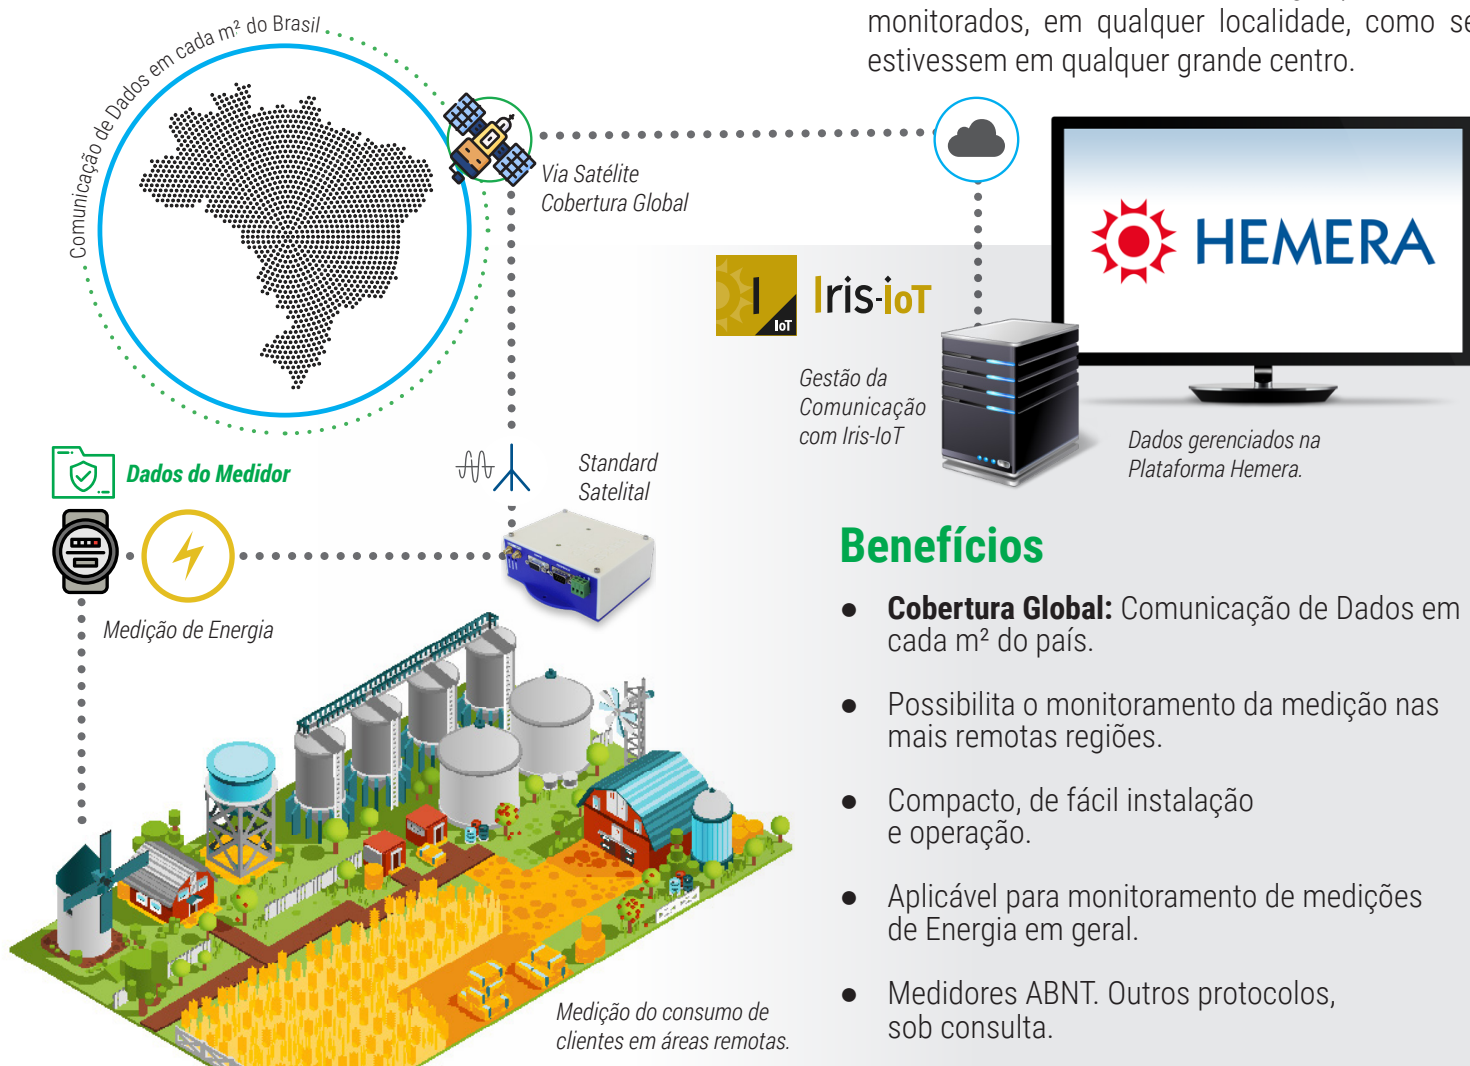 monitorados, em qualquer localidade, como se
estivessem em qualquer grande centro.
Comunicação de Dados em cada m² do Brasil
Via Satélite
Cobertura Global
HEMERA
I
IoT
Iris-ioT
Gestão da
Comunicação
com Iris-IoT
Dados gerenciados na
Plataforma Hemera.
Dados do Medidor
Standard
Satelital
Medição de Energia
Benefícios
● Cobertura Global: Comunicação de Dados em
cada m² do país.
● Possibilita o monitoramento da medição nas
mais remotas regiões.
● Compacto, de fácil instalação
e operação.
● Aplicável para monitoramento de medições
de Energia em geral.
● Medidores ABNT. Outros protocolos,
sob consulta.
Medição do consumo de
clientes em áreas remotas.